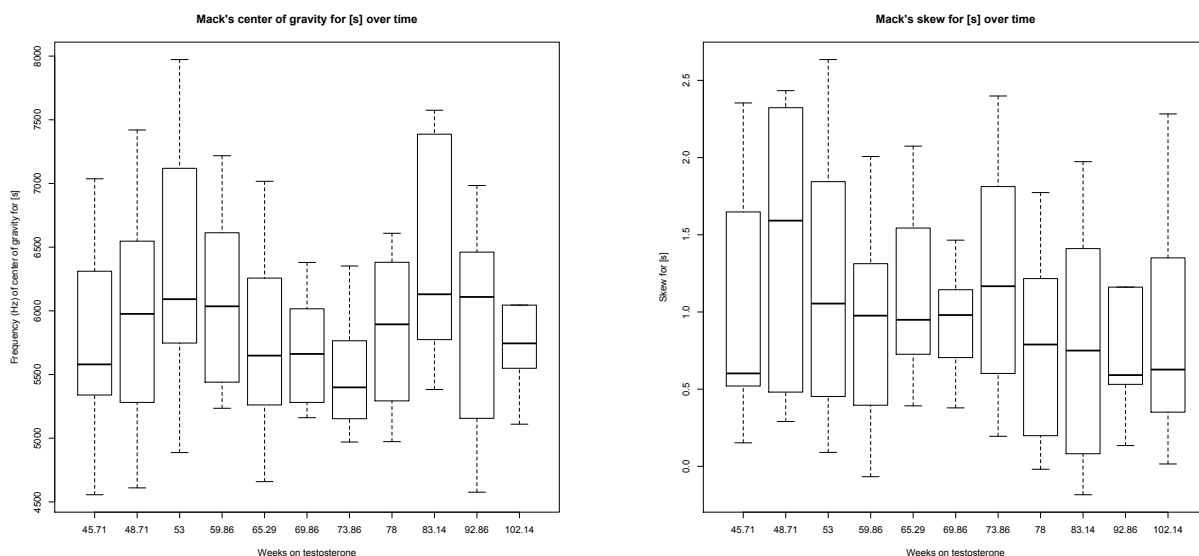 Mack's center of gravity for [s] over time
Frequency (Hz) of center of gravity for [s]
8000
7500
7000
6500
6000
5500
5000
4500
45.71 48.71 53 59.86 65.29 69.86 73.86 78 83.14 92.86 102.14
Weeks on testosterone
Mack's skew for [s] over time
Skew for [s]
2.5
2.0
1.5
1.0
0.5
0.0
45.71 48.71 53 59.86 65.29 69.86 73.86 78 83.14 92.86 102.14
Weeks on testosterone